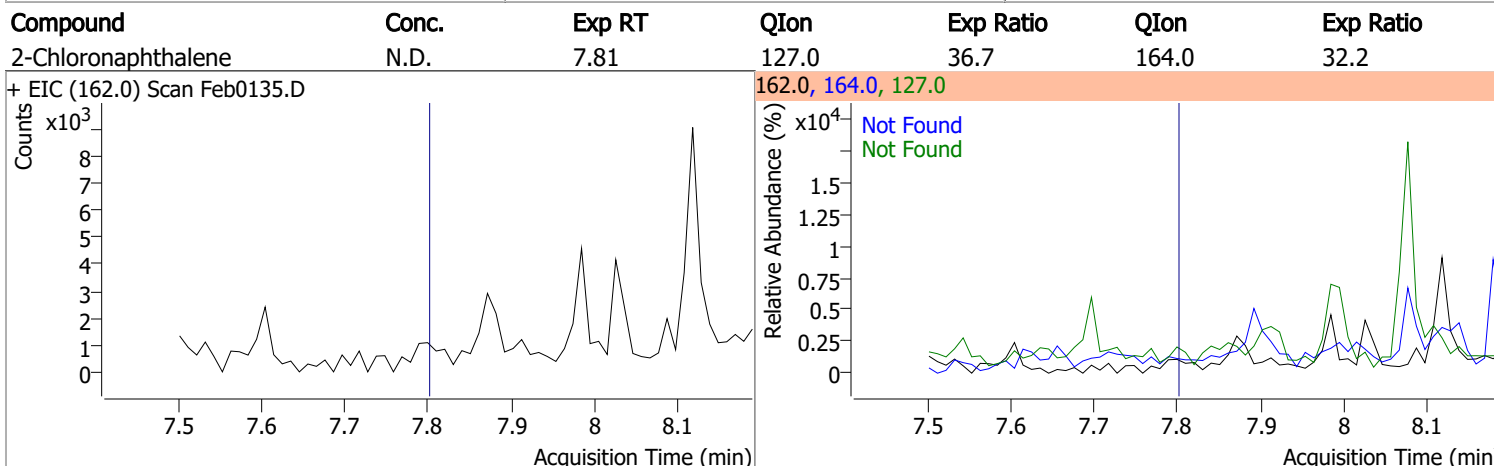 Compound Conc. Exp RT QIon Exp Ratio QIon Exp Ratio
2-Chloronaphthalene N.D. 7.81 127.0 36.7 164.0 32.2
+ EIC (162.0) Scan Feb0135.D
Counts
x10³
8
7
6
5
4
3
2
1
0
7.5 7.6 7.7 7.8 7.9 8 8.1
Acquisition Time (min)
162.0, 164.0, 127.0
Relative Abundance (%)
x10⁴
Not Found
Not Found
1.5
1.25
1
0.75
0.5
0.25
0
7.5 7.6 7.7 7.8 7.9 8 8.1
Acquisition Time (min)